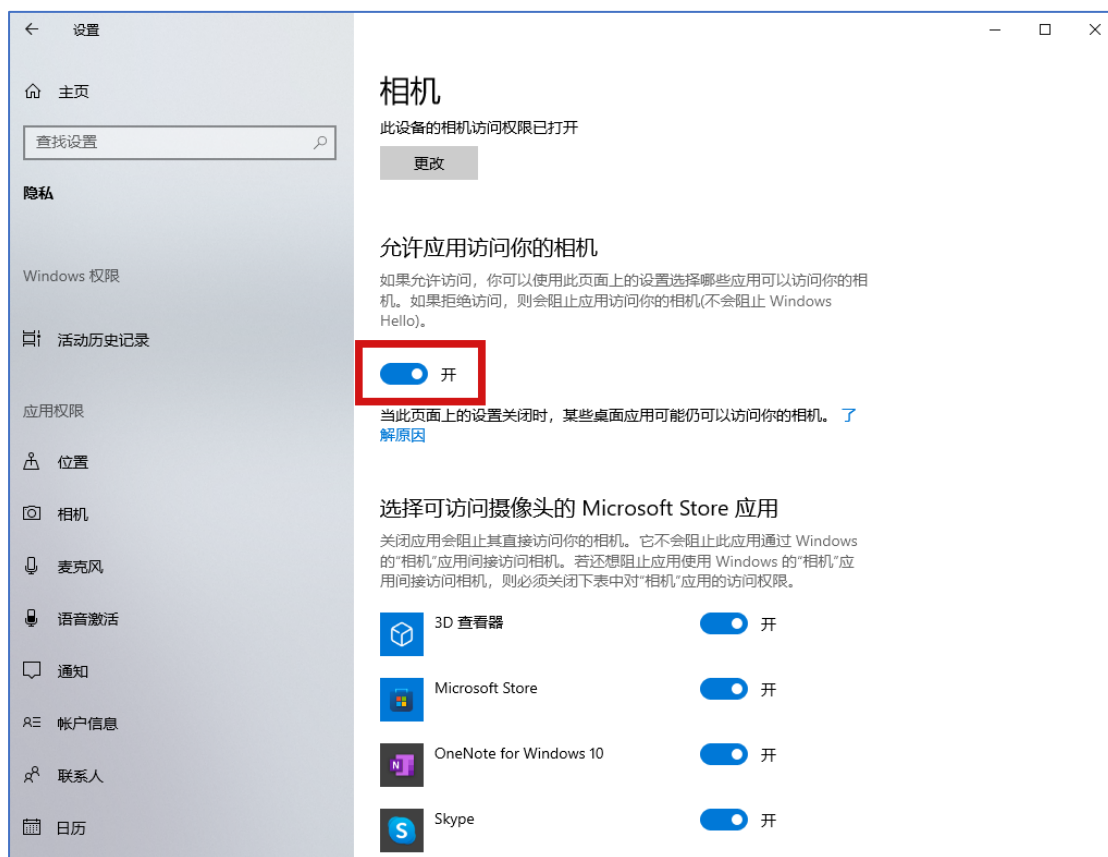 设置
主页
查找设置
隐私
Windows 权限
活动历史记录
应用权限
位置
相机
麦克风
语音激活
通知
帐户信息
联系人
日历
相机
此设备的相机访问权限已打开
更改
允许应用访问你的相机
如果允许访问，你可以使用此页面上的设置选择哪些应用可以访问你的相
机。如果拒绝访问，则会阻止应用访问你的相机(不会阻止 Windows
Hello)。
开
当此页面上的设置关闭时，某些桌面应用可能仍可以访问你的相机。 了
解原因
选择可访问摄像头的 Microsoft Store 应用
关闭应用会阻止其直接访问你的相机。它不会阻止此应用通过 Windows
的“相机”应用间接访问相机。若还想阻止应用使用 Windows 的“相机”应
用间接访问相机，则必须关闭下表中对“相机”应用的访问权限。
3D 查看器 开
Microsoft Store 开
OneNote for Windows 10 开
Skype 开